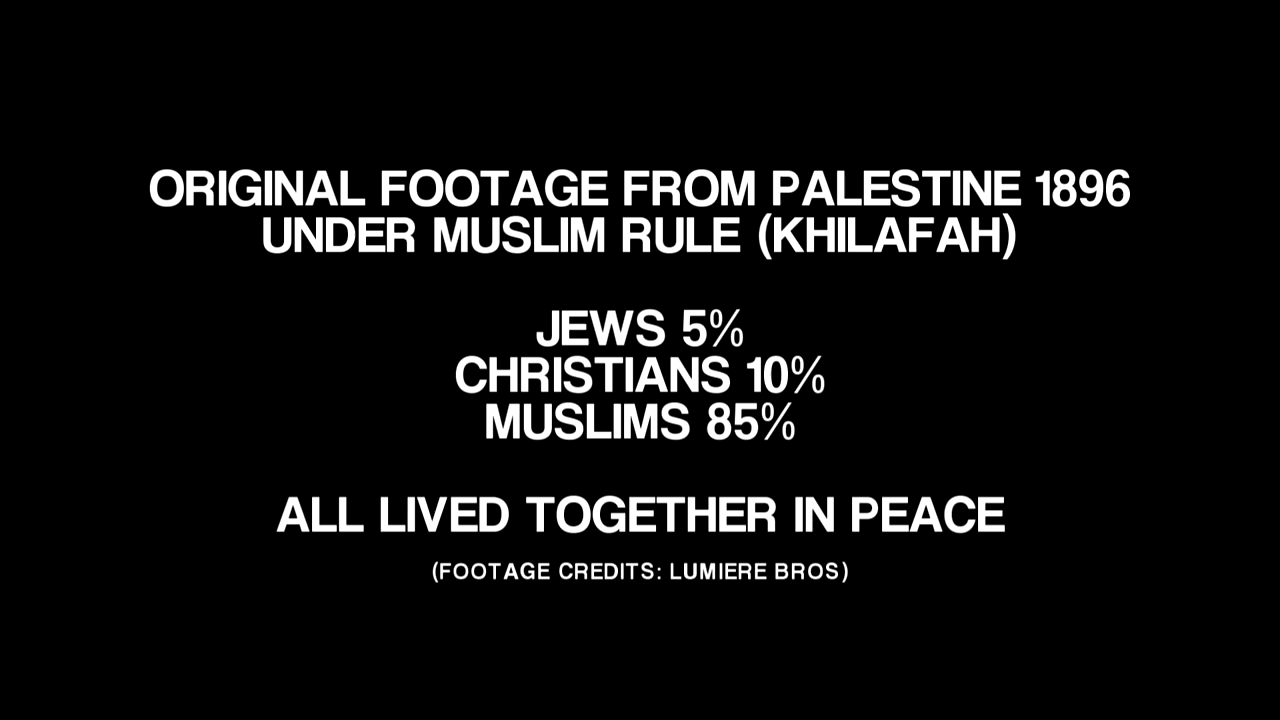 ORIGINAL FOOTAGE FROM PALESTINE 1896
UNDER MUSLIM RULE (KHILAFAH)
JEWS 5%
CHRISTIANS 10%
MUSLIMS 85%
ALL LIVED TOGETHER IN PEACE
(FOOTAGE CREDITS: LUMIERE BROS)